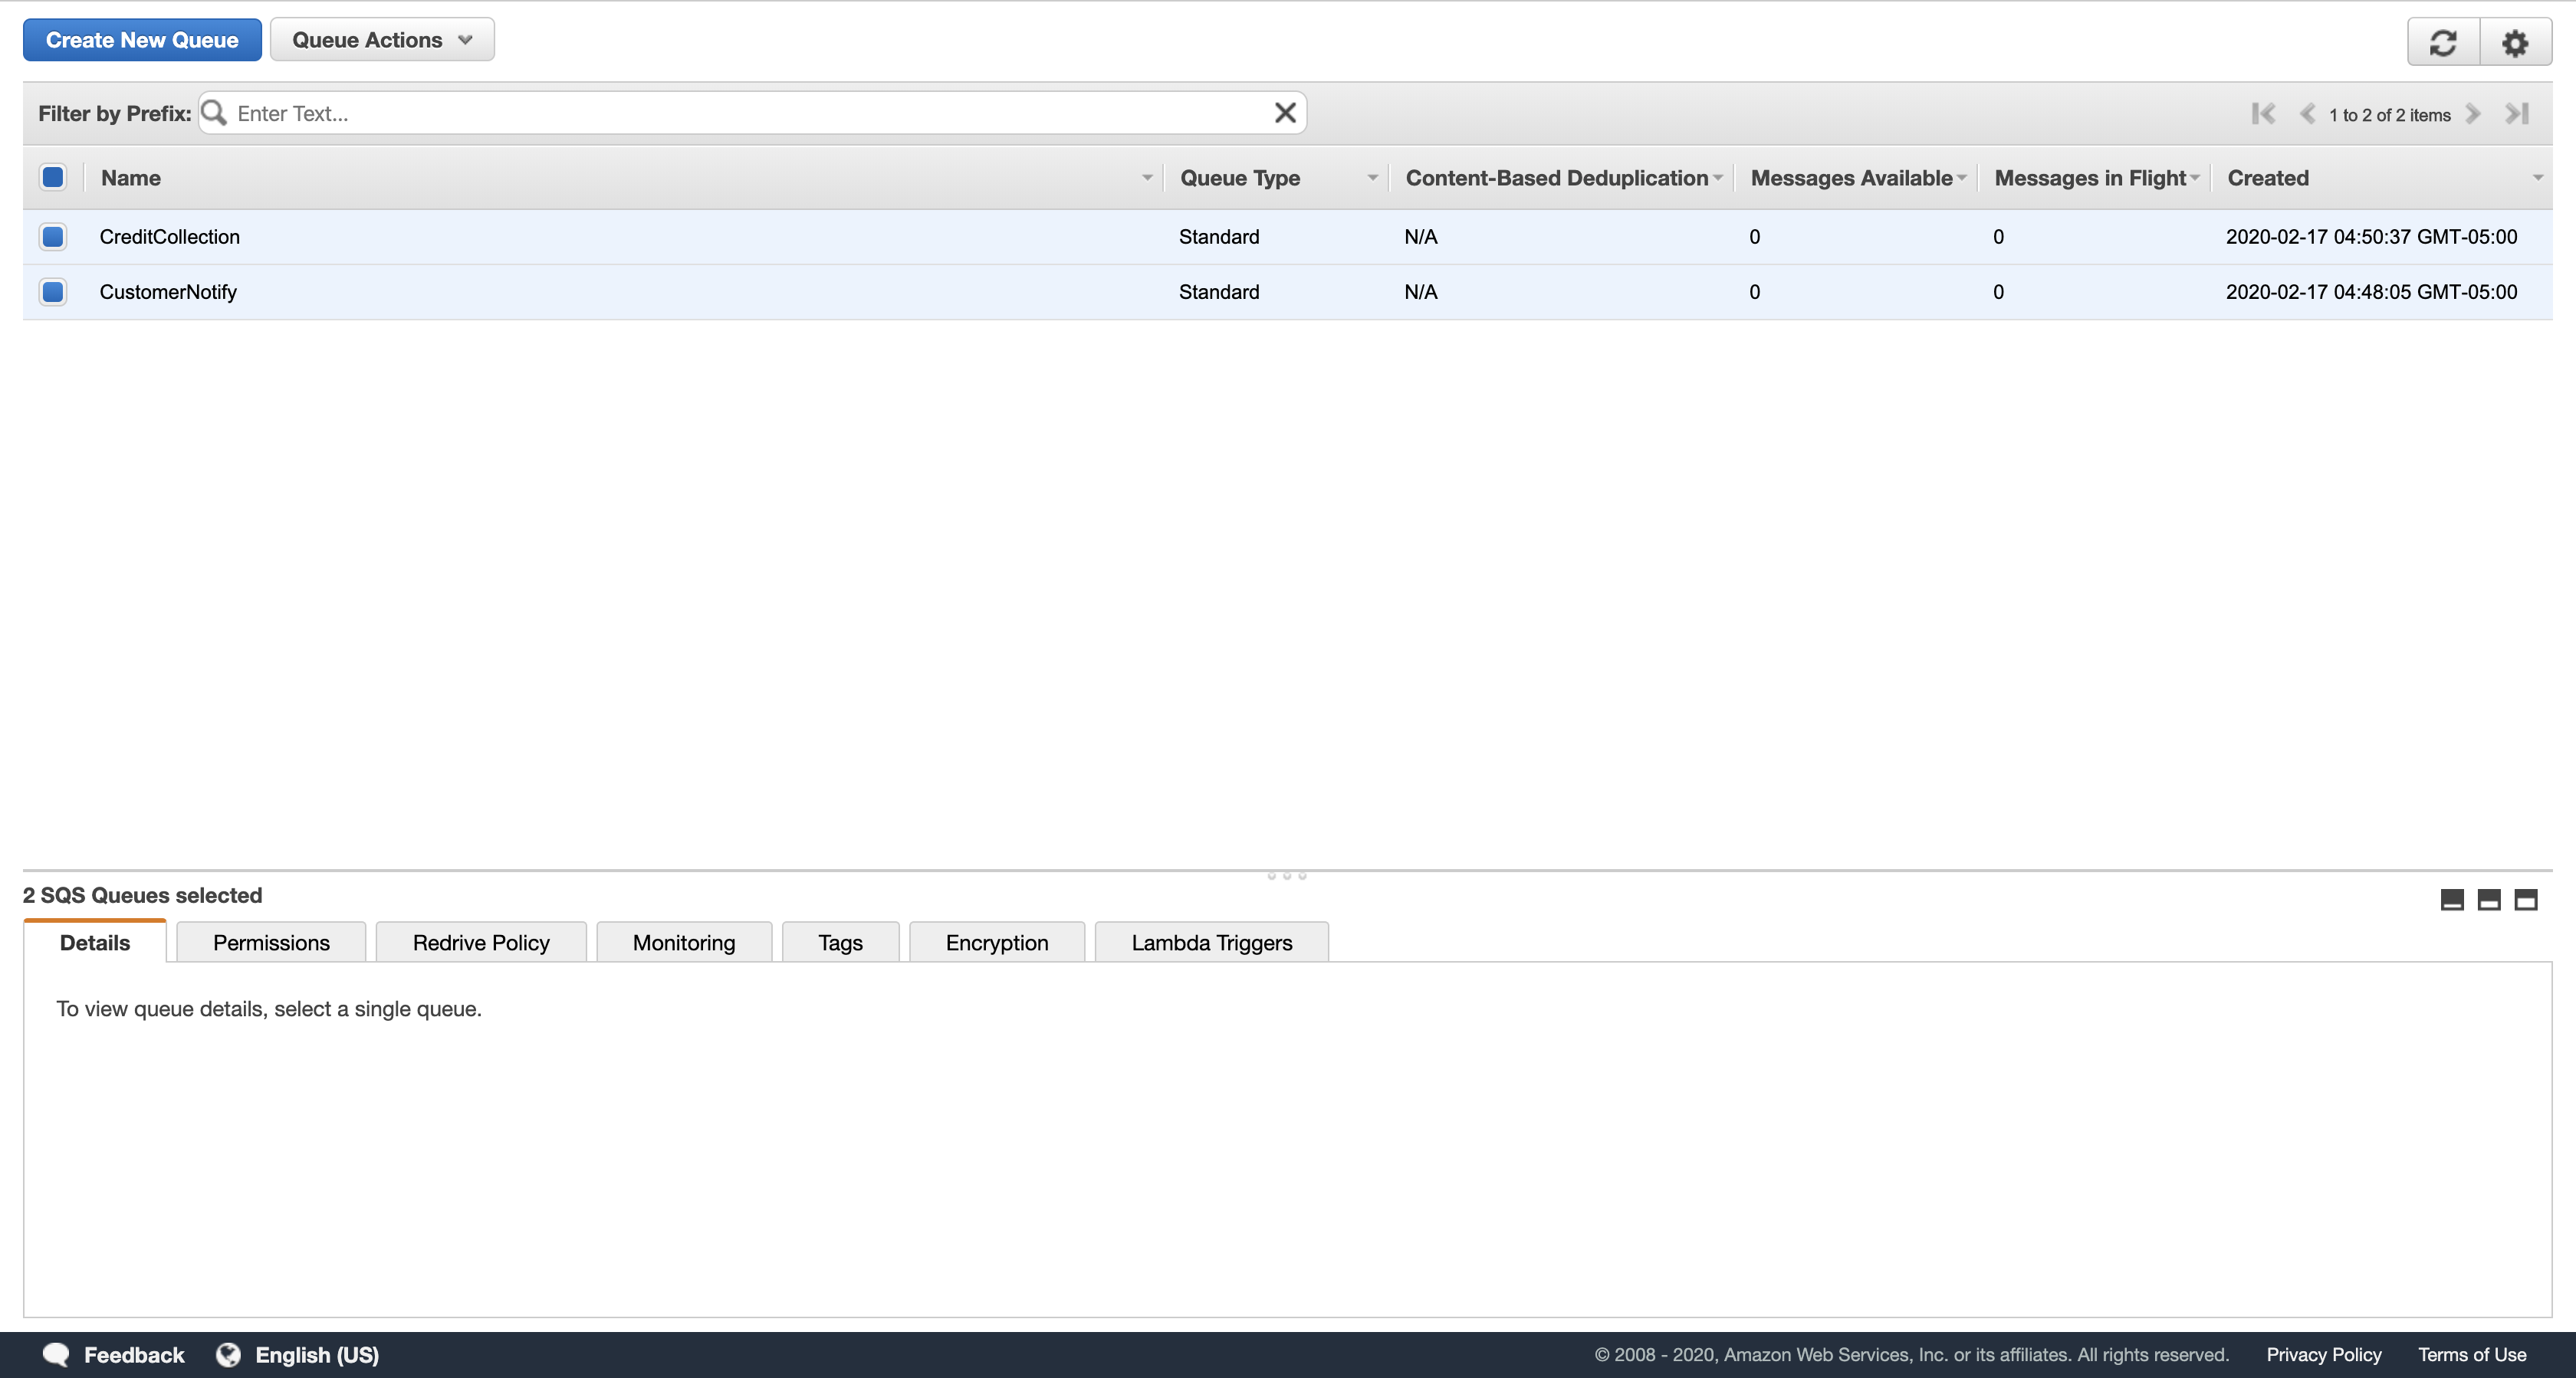 Create New Queue Queue Actions
Filter by Prefix: Enter Text... 1 to 2 of 2 items
Name Queue Type Content-Based Deduplication Messages Available Messages in Flight Created
CreditCollection Standard N/A 0 0 2020-02-17 04:50:37 GMT-05:00
CustomerNotify Standard N/A 0 0 2020-02-17 04:48:05 GMT-05:00
2 SQS Queues selected
Details Permissions Redrive Policy Monitoring Tags Encryption Lambda Triggers
To view queue details, select a single queue.
Feedback English (US) © 2008 - 2020, Amazon Web Services, Inc. or its affiliates. All rights reserved. Privacy Policy Terms of Use